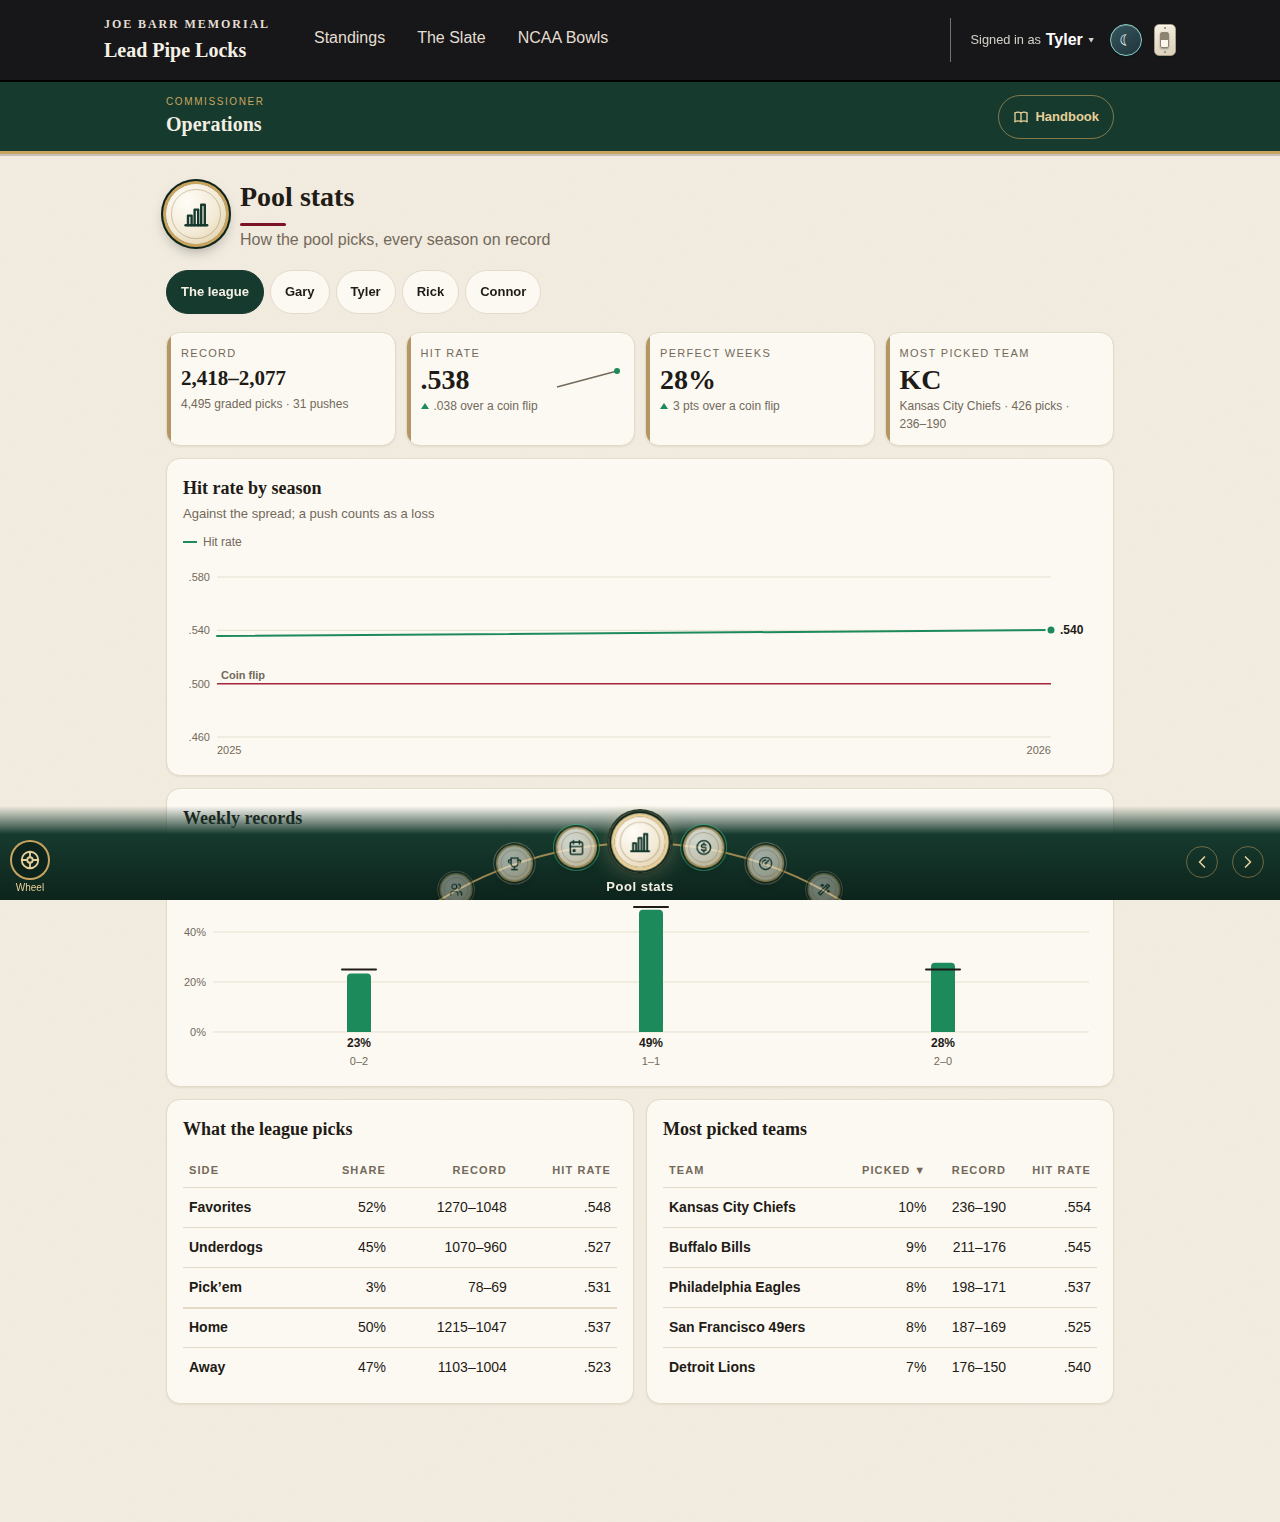 JOE BARR MEMORIAL
Lead Pipe Locks
Standings
The Slate
NCAA Bowls
Signed in as Tyler ▾
COMMISSIONER
Operations
Handbook
Pool stats
How the pool picks, every season on record
The league
Gary
Tyler
Rick
Connor
RECORD
2,418–2,077
4,495 graded picks · 31 pushes
HIT RATE
.538
.038 over a coin flip
PERFECT WEEKS
28%
3 pts over a coin flip
MOST PICKED TEAM
KC
Kansas City Chiefs · 426 picks ·
236–190
Hit rate by season
Against the spread; a push counts as a loss
Hit rate
.580
.540
.540
Coin flip
.500
.460
2025
2026
Weekly records
Wheel
Pool stats
40%
20%
0%
23%
49%
28%
0–2
1–1
2–0
What the league picks
SIDE SHARE RECORD HIT RATE
Favorites 52% 1270–1048 .548
Underdogs 45% 1070–960 .527
Pick’em 3% 78–69 .531
Home 50% 1215–1047 .537
Away 47% 1103–1004 .523
Most picked teams
TEAM PICKED ▼ RECORD HIT RATE
Kansas City Chiefs 10% 236–190 .554
Buffalo Bills 9% 211–176 .545
Philadelphia Eagles 8% 198–171 .537
San Francisco 49ers 8% 187–169 .525
Detroit Lions 7% 176–150 .540